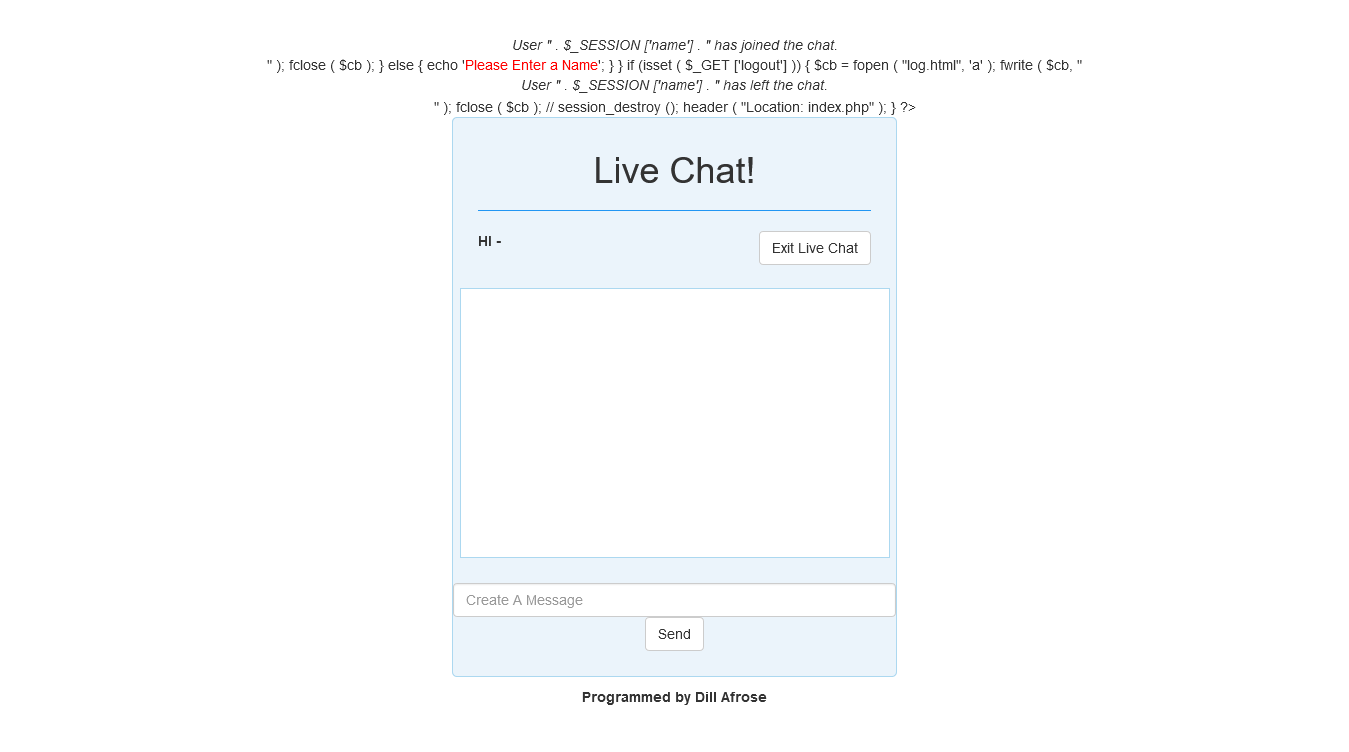 User " . $_SESSION ['name'] . " has joined the chat.
" ); fclose ( $cb ); } else { echo 'Please Enter a Name'; } } if (isset ( $_GET ['logout'] )) { $cb = fopen ( "log.html", 'a' ); fwrite ( $cb, "
User " . $_SESSION ['name'] . " has left the chat.
" ); fclose ( $cb ); // session_destroy (); header ( "Location: index.php" ); } ?>
Live Chat!
HI -
Exit Live Chat
Create A Message
Send
Programmed by Dill Afrose